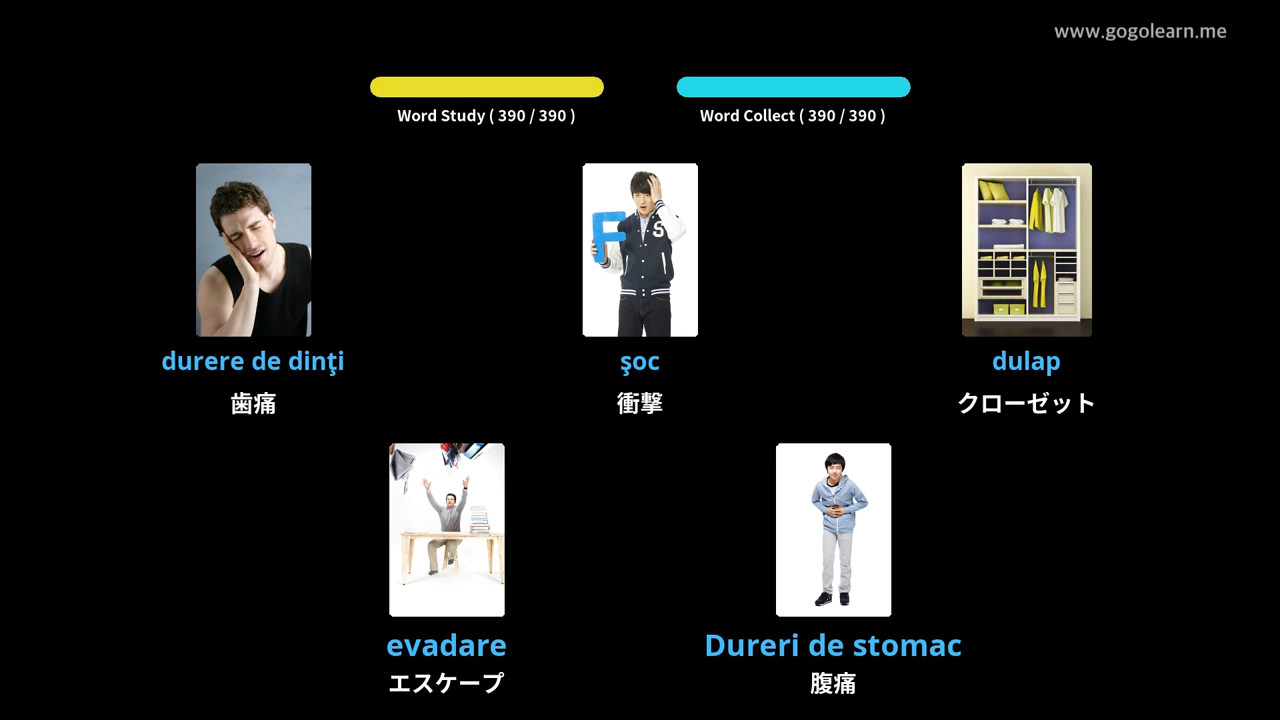 www.gogolearn.me
Word Study ( 390 / 390 )
Word Collect ( 390 / 390 )
F
S
durere de dinţi
şoc
dulap
歯痛
衝撃
クローゼット
evadare
Dureri de stomac
エスケープ
腹痛